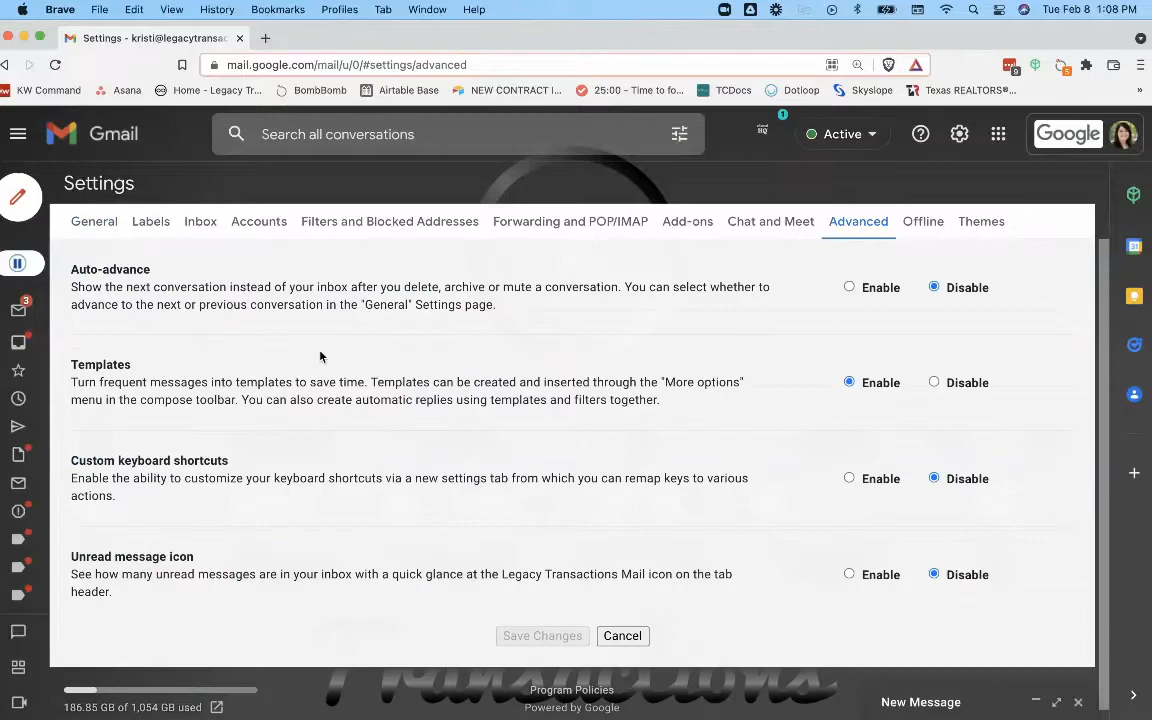 Brave File Edit View History Bookmarks Profiles Tab Window Help Tue Feb 8 1:08 PM
Settings - kristi@legacytransac
mail.google.com/mail/u/0/#settings/advanced
9
5
KW Command Asana Home - Legacy Tr... BombBomb Airtable Base NEW CONTRACT I... 25:00 - Time to fo... TCDocs Dotloop Skyslope Texas REALTORS®... »
Gmail
Search all conversations
HQ
1
Active
Google
Settings
General Labels Inbox Accounts Filters and Blocked Addresses Forwarding and POP/IMAP Add-ons Chat and Meet Advanced Offline Themes
Auto-advance
Show the next conversation instead of your inbox after you delete, archive or mute a conversation. You can select whether to
advance to the next or previous conversation in the "General" Settings page.
Enable Disable
3
31
Templates
Turn frequent messages into templates to save time. Templates can be created and inserted through the "More options"
menu in the compose toolbar. You can also create automatic replies using templates and filters together.
Enable Disable
Custom keyboard shortcuts
Enable the ability to customize your keyboard shortcuts via a new settings tab from which you can remap keys to various
actions.
Enable Disable
Unread message icon
See how many unread messages are in your inbox with a quick glance at the Legacy Transactions Mail icon on the tab
header.
Enable Disable
Save Changes Cancel
Transactions
186.85 GB of 1,054 GB used
Program Policies
Powered by Google
New Message